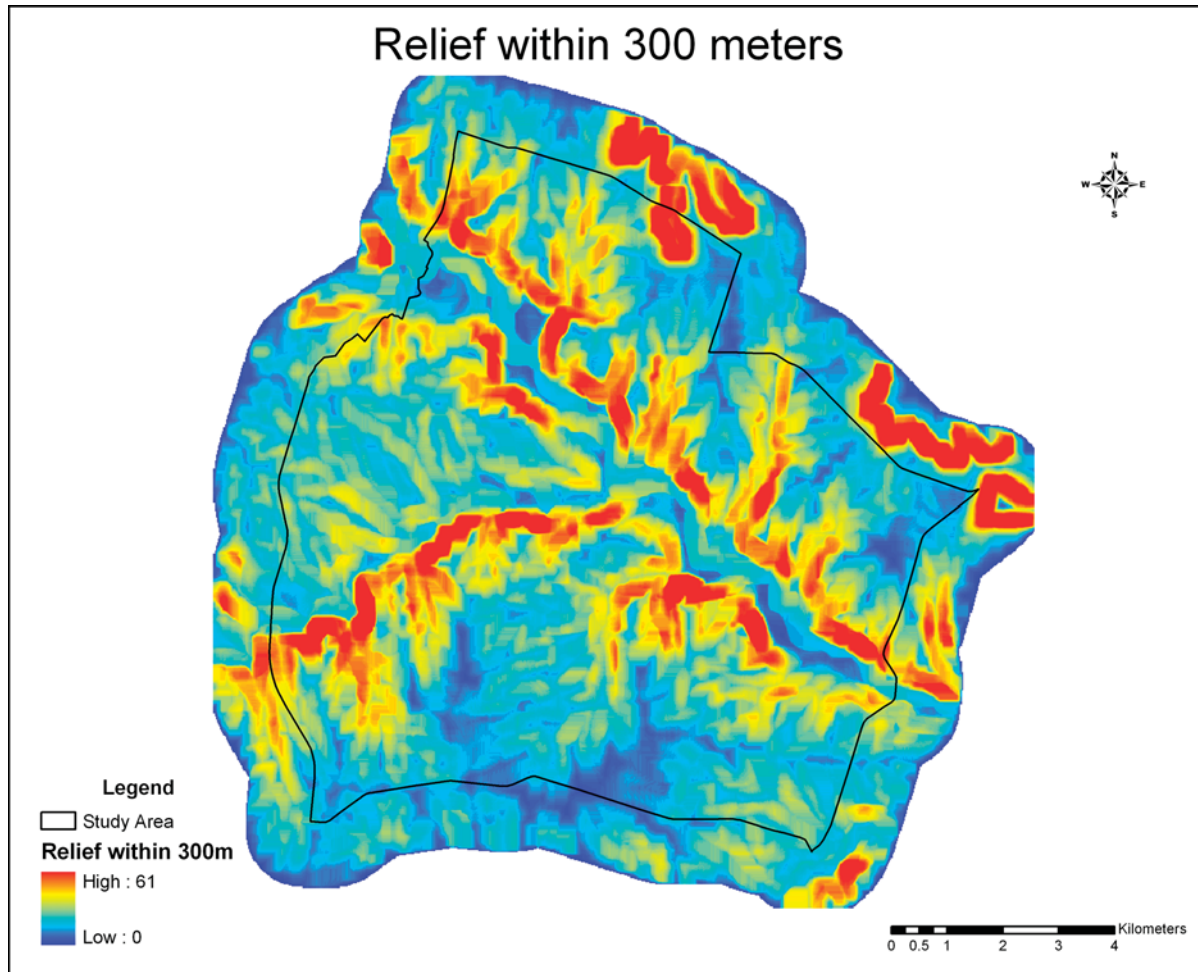 Relief within 300 meters
N
W E
S
Legend
Study Area
Relief within 300m
High : 61
Low : 0
Kilometers
0 0.5 1 2 3 4